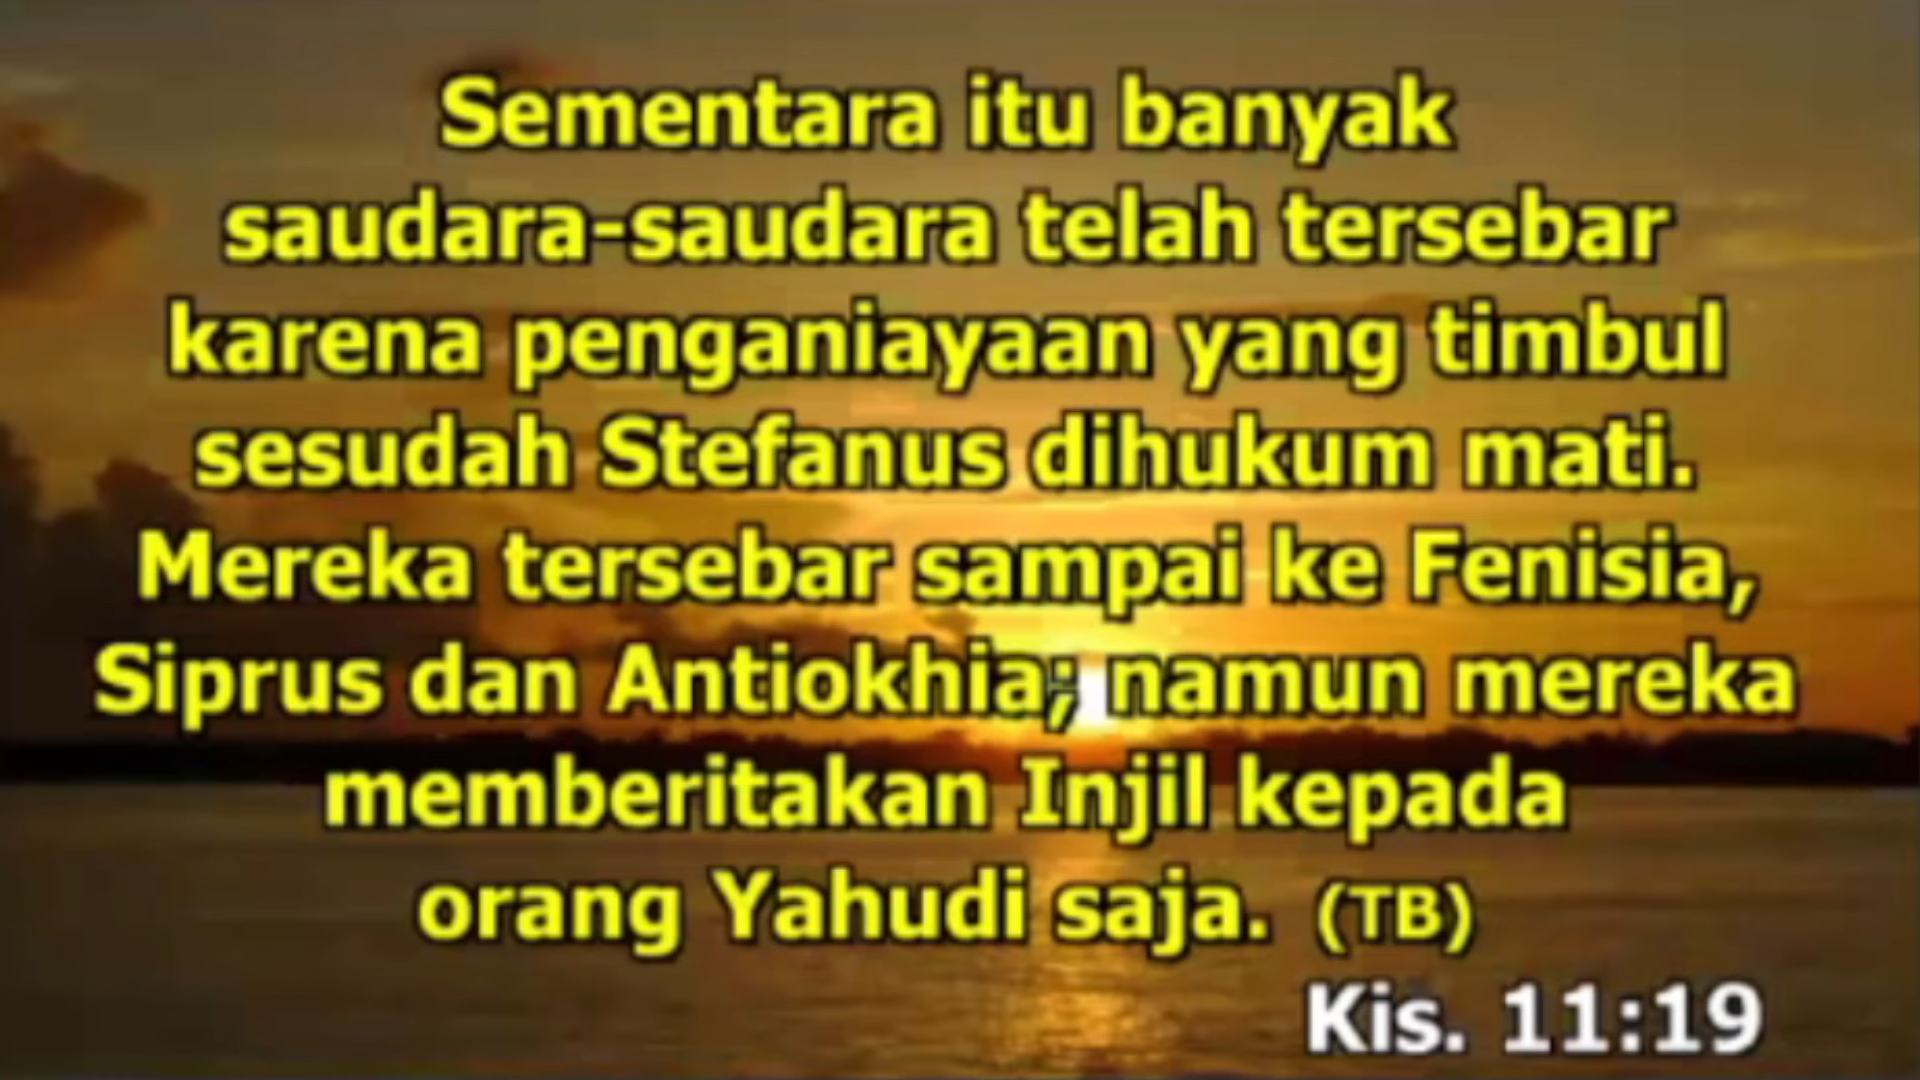 Sementara itu banyak
saudara-saudara telah tersebar
karena penganiayaan yang timbul
sesudah Stefanus dihukum mati.
Mereka tersebar sampai ke Fenisia,
Siprus dan Antiokhia; namun mereka
memberitakan Injil kepada
orang Yahudi saja. (TB)
Kis. 11:19